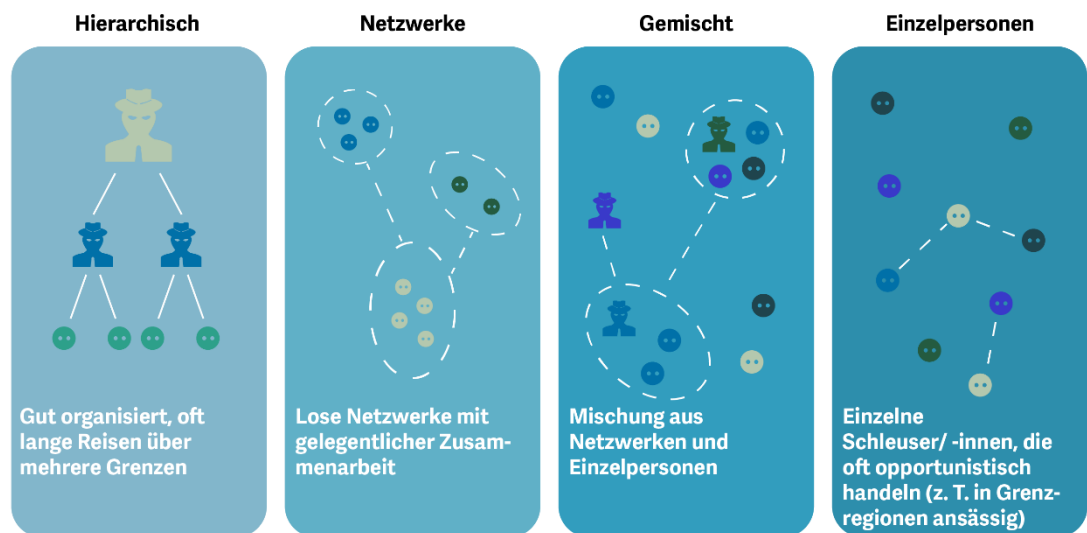 Hierarchisch
Gut organisiert, oft
lange Reisen über
mehrere Grenzen
Netzwerke
Lose Netzwerke mit
gelegentlicher Zusam-
menarbeit
Gemischt
Mischung aus
Netzwerken und
Einzelpersonen
Einzelpersonen
Einzelne
Schleuser/ -innen, die
oft opportunistisch
handeln (z. T. in Grenz-
regionen ansässig)